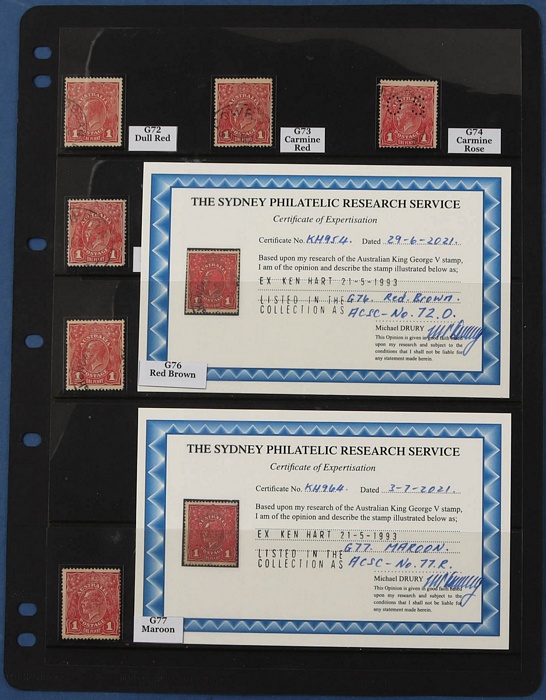 G72
Dull Red
G73
Carmine
Red
G74
Carmine
Rose
THE SYDNEY PHILATELIC RESEARCH SERVICE
Certificate of Expertisation
Certificate No. KH954. Dated 29-6-2021.
Based upon my research of the Australian King George V stamp,
I am of the opinion and describe the stamp illustrated below as;
EX KEN HART 21-5-1993
LISTED IN THE G76. Red. Brown.
COLLECTION AS ACSC-No. 72.O.
Michael DRURY
This Opinion is given in good faith based
upon my research and subject to the
conditions that I shall not be liable for
any statement made herein.
G76
Red Brown
THE SYDNEY PHILATELIC RESEARCH SERVICE
Certificate of Expertisation
Certificate No. KH964. Dated 3-7-2021.
Based upon my research of the Australian King George V stamp,
I am of the opinion and describe the stamp illustrated below as;
EX KEN HART 21-5-1993
LISTED IN THE G77. MAROON.
COLLECTION AS ACSC-No. 77.R.
Michael DRURY
This Opinion is given in good faith based
upon my research and subject to the
conditions that I shall not be liable for
any statement made herein.
G77
Maroon